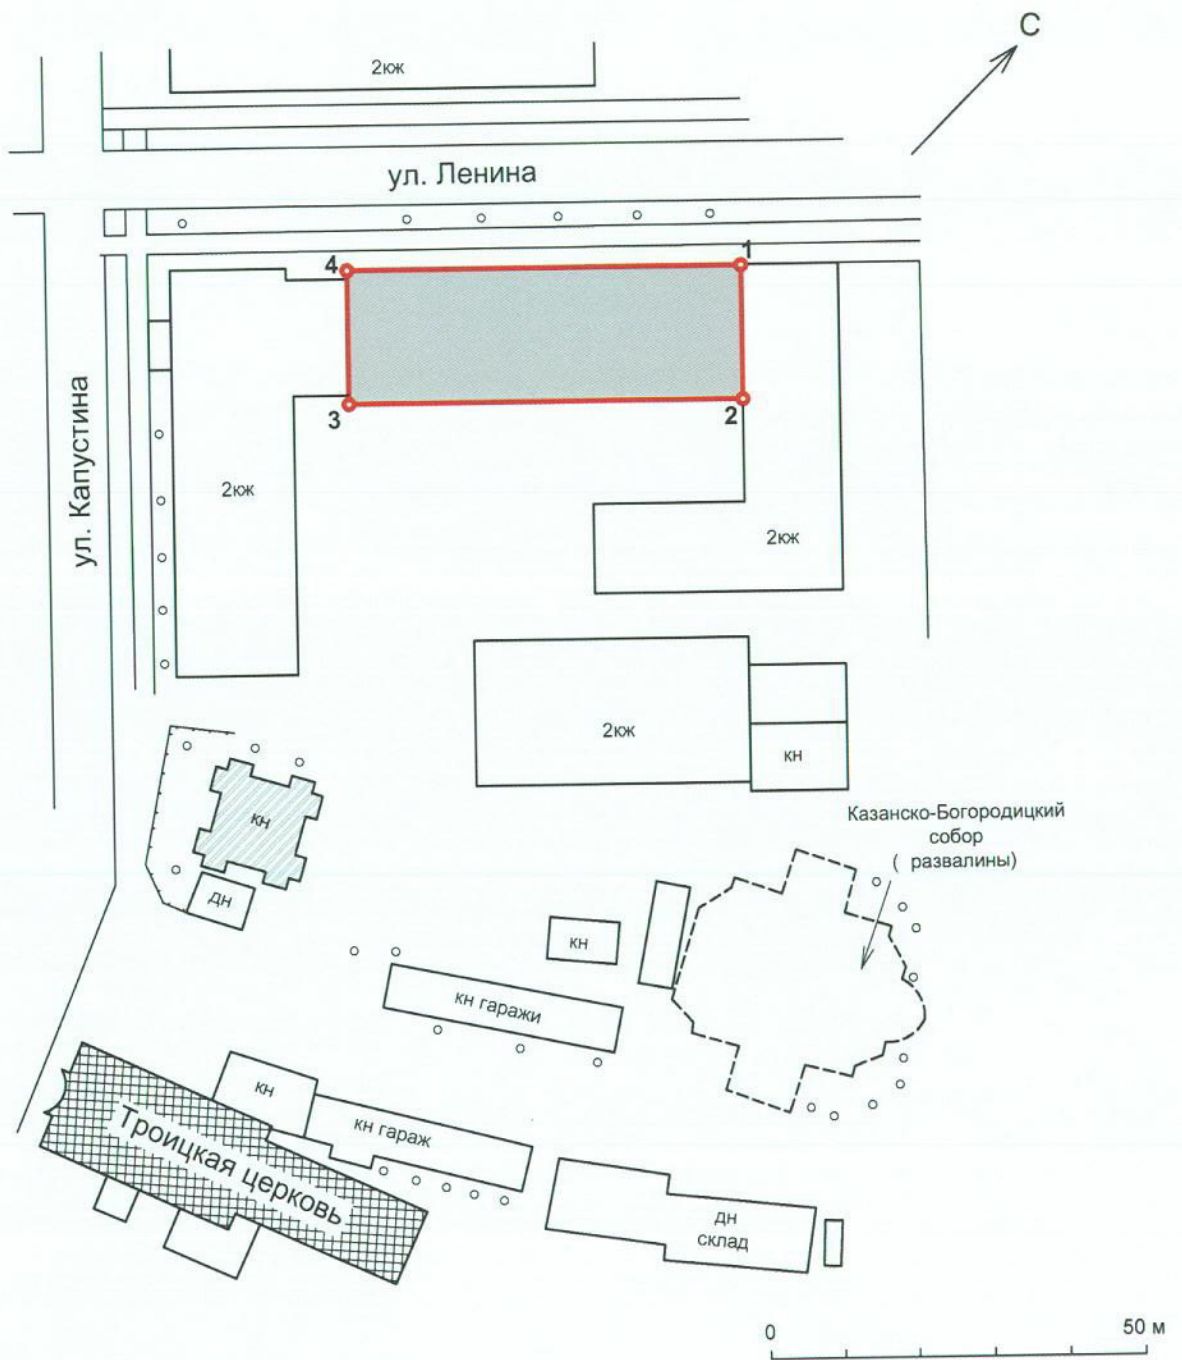 С
2кж
ул. Ленина
4
1
3
2
ул. Капустина
2кж
2кж
2кж
кн
кн
дн
Казанско-Богородицкий
собор
( развалины)
кн
кн гаражи
кн
кн гараж
Троицкая церковь
дн
склад
0
50 м